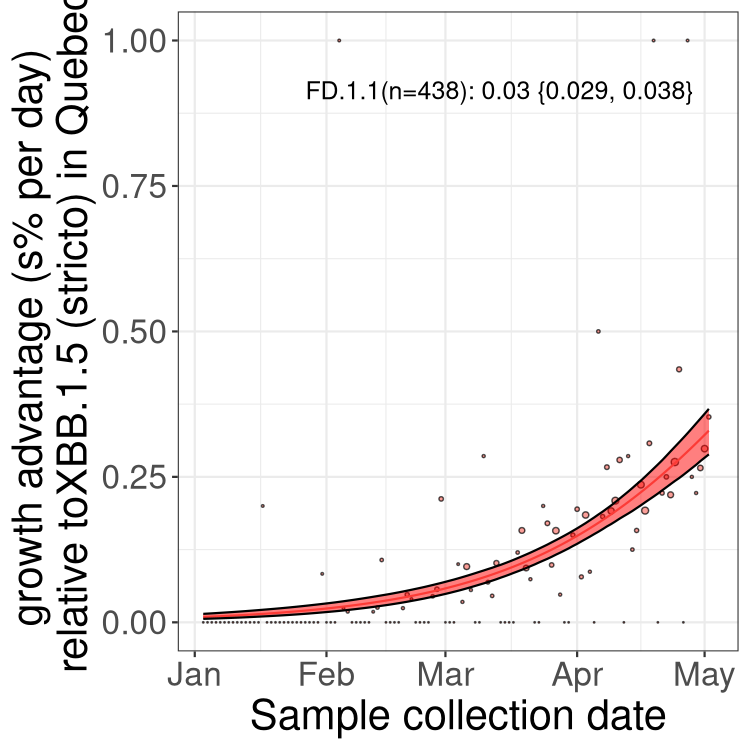 growth advantage (s% per day)
relative toXBB.1.5 (stricto) in Quebec
1.00
0.75
0.50
0.25
0.00
FD.1.1(n=438): 0.03 {0.029, 0.038}
Jan Feb Mar Apr May
Sample collection date